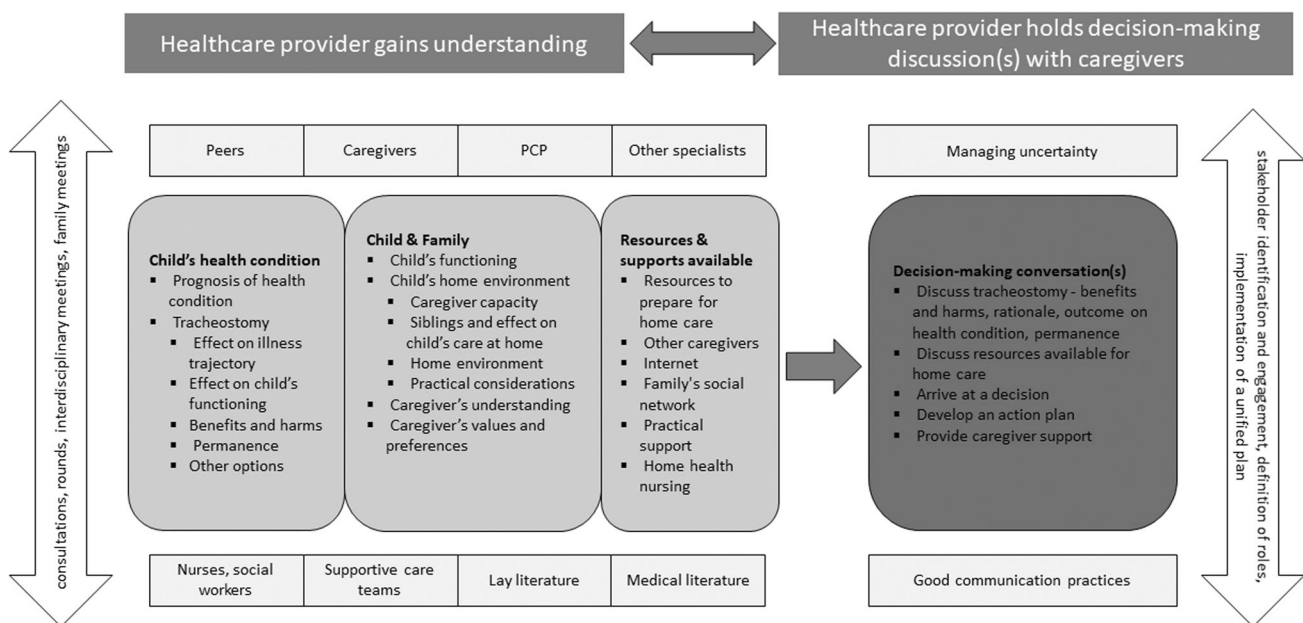 Healthcare provider gains understanding
Healthcare provider holds decision-making
discussion(s) with caregivers
consultations, rounds, interdisciplinary meetings, family meetings
Peers
Caregivers
PCP
Other specialists
Child's health condition
▪ Prognosis of health
condition
▪ Tracheostomy
▪ Effect on illness
trajectory
▪ Effect on child's
functioning
▪ Benefits and harms
▪ Permanence
▪ Other options
Child & Family
▪ Child's functioning
▪ Child's home environment
▪ Caregiver capacity
▪ Siblings and effect on
child's care at home
▪ Home environment
▪ Practical considerations
▪ Caregiver's understanding
▪ Caregiver's values and
preferences
Resources &
supports available
▪ Resources to
prepare for
home care
▪ Other caregivers
▪ Internet
▪ Family's social
network
▪ Practical
support
▪ Home health
nursing
Nurses, social
workers
Supportive care
teams
Lay literature
Medical literature
Managing uncertainty
Decision-making conversation(s)
▪ Discuss tracheostomy - benefits
and harms, rationale, outcome on
health condition, permanence
▪ Discuss resources available for
home care
▪ Arrive at a decision
▪ Develop an action plan
▪ Provide caregiver support
Good communication practices
stakeholder identification and engagement, definition of roles,
implementation of a unified plan